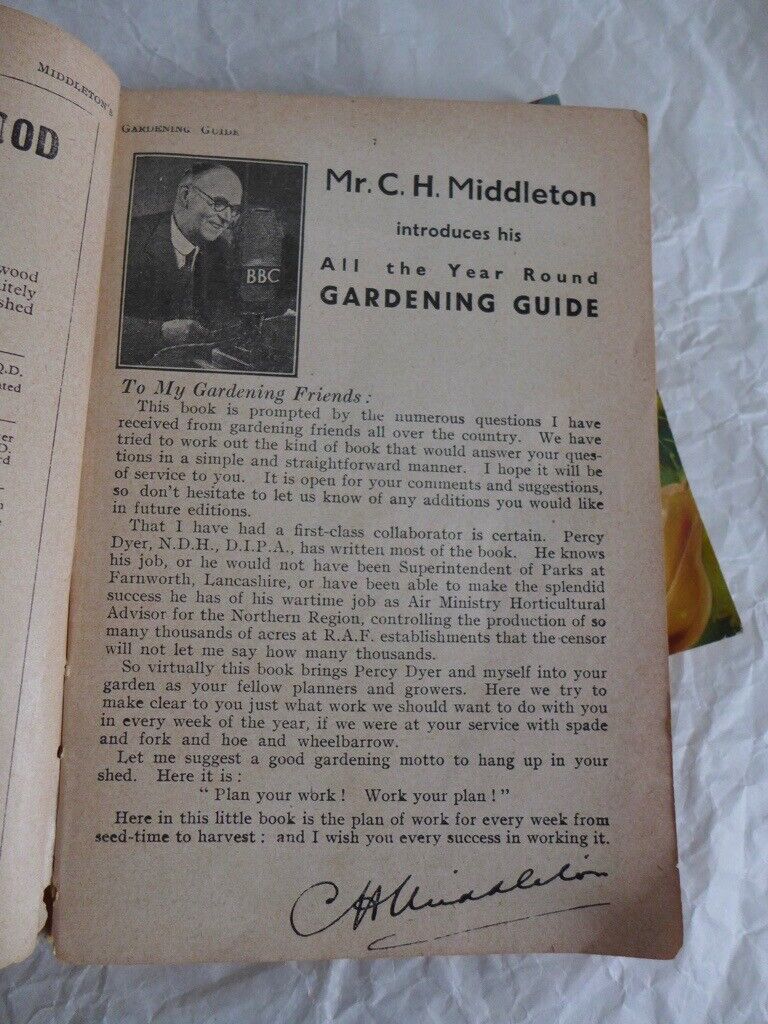 MIDDLETON'S
IOD
wood
itely
shed
Q.D.
ated
er
D.
rd
n
e
GARDENING GUIDE
7
BBC
Mr. C. H. Middleton
introduces his
All the Year Round
GARDENING GUIDE
To My Gardening Friends:
This book is prompted by the numerous questions I have
received from gardening friends all over the country. We have
tried to work out the kind of book that would answer your ques-
tions in a simple and straightforward manner. I hope it will be
of service to you. It is open for your comments and suggestions,
so don't hesitate to let us know of any additions you would like
in future editions.
That I have had a first-class collaborator is certain. Percy
Dyer, N.D.H., D.I.P.A., has written most of the book. He knows
his job, or he would not have been Superintendent of Parks at
Farnworth, Lancashire, or have been able to make the splendid
success he has of his wartime job as Air Ministry Horticultural
Advisor for the Northern Region, controlling the production of so
many thousands of acres at R.A.F. establishments that the censor
will not let me say how many thousands.
So virtually this book brings Percy Dyer and myself into your
garden as your fellow planners and growers. Here we try to
make clear to you just what work we should want to do with you
in every week of the year, if we were at your service with spade
and fork and hoe and wheelbarrow.
Let me suggest a good gardening motto to hang up in your
shed. Here it is:
"Plan your work! Work your plan!"
Here in this little book is the plan of work for every week from
seed-time to harvest: and I wish you every success in working it.
C H Middleton